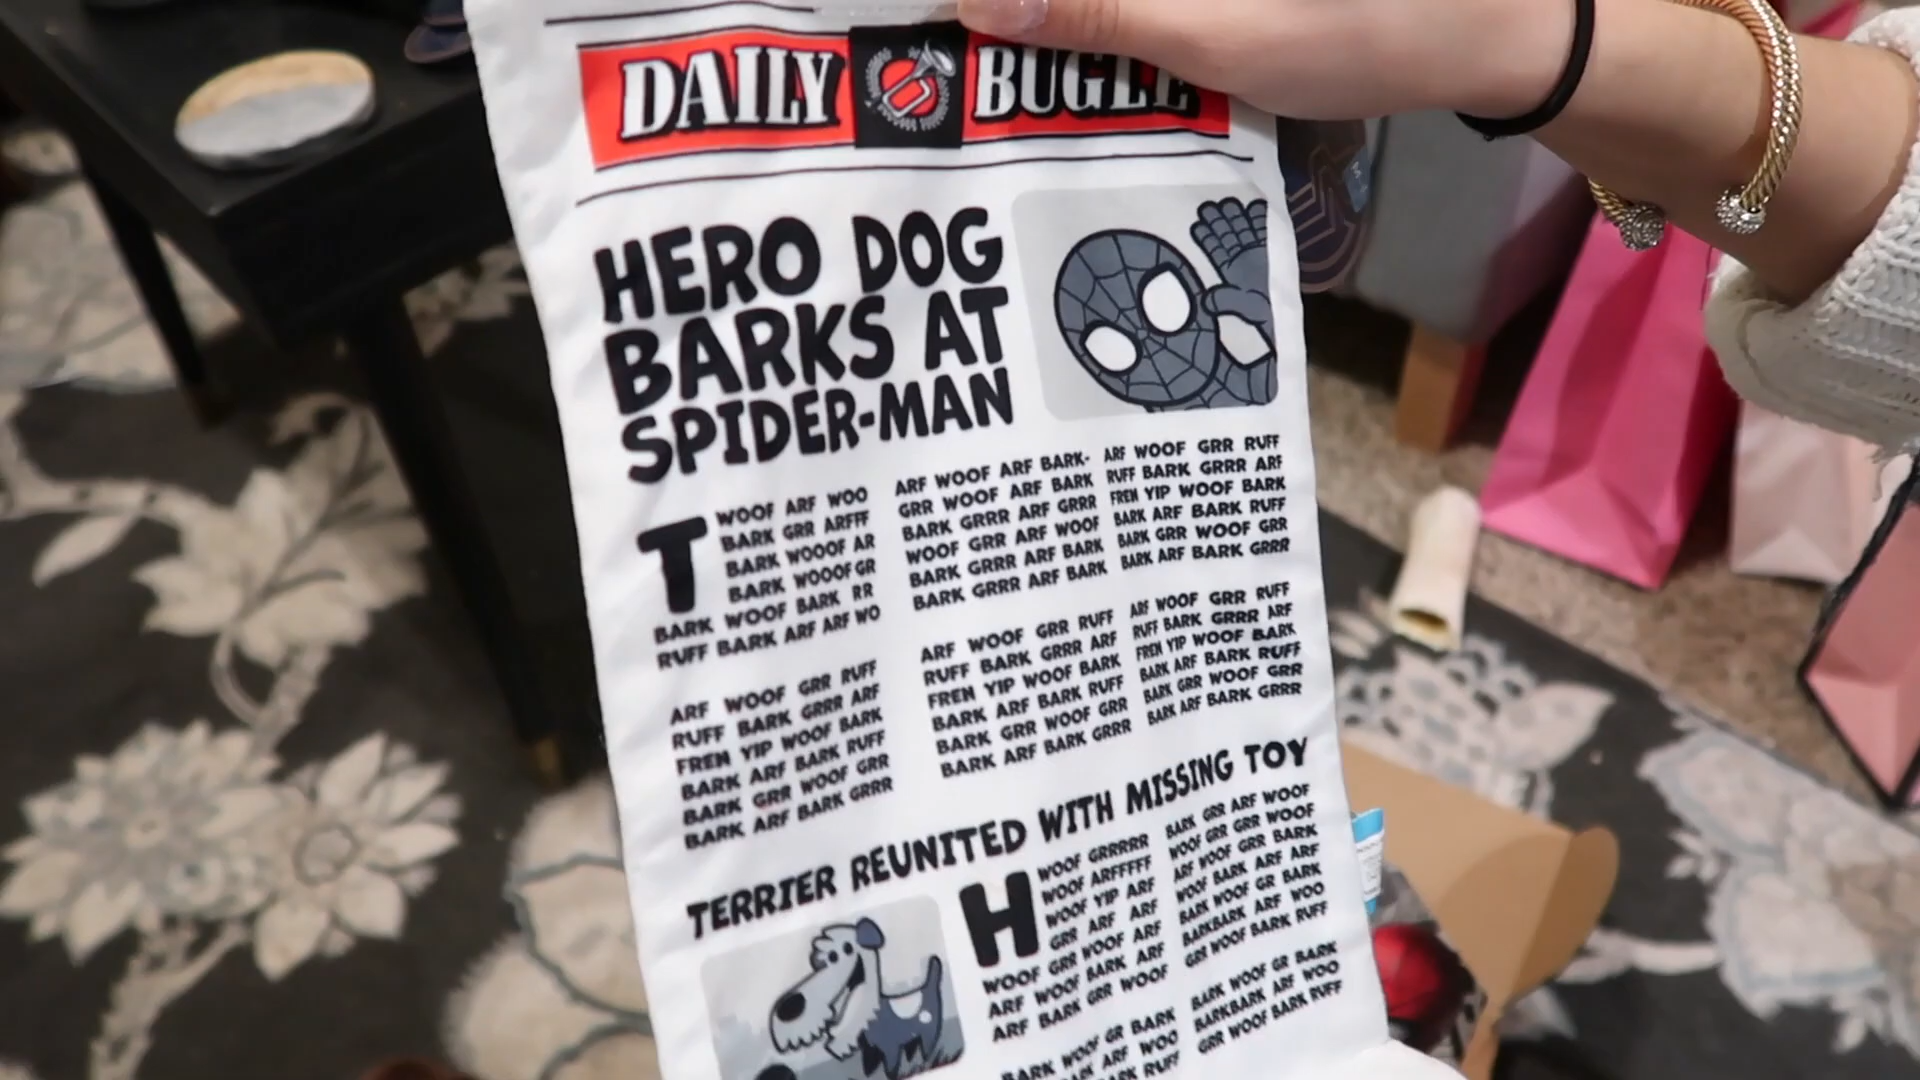 DAILY BUGLE
HERO DOG
BARKS AT
SPIDER-MAN
T
WOOF ARF WOO
BARK GRR ARFFF
BARK WOOOF AR
BARK WOOOF GR
BARK WOOF BARK RR
RUFF BARK ARF ARF WO
ARF WOOF GRR RUFF
RUFF BARK GRRR ARF
FREN YIP WOOF BARK
BARK ARF BARK RUFF
BARK GRR WOOF GRR
BARK ARF BARK GRRR
ARF WOOF ARF BARK-
GRR WOOF ARF BARK
BARK GRRR ARF GRRR
WOOF GRR ARF WOOF
BARK GRRR ARF BARK
BARK GRRR ARF BARK
ARF WOOF GRR RUFF
RUFF BARK GRRR ARF
FREN YIP WOOF BARK
BARK ARF BARK RUFF
BARK GRR WOOF GRR
BARK ARF BARK GRRR
ARF WOOF GRR RUFF
RUFF BARK GRRR ARF
FREN YIP WOOF BARK
BARK ARF BARK RUFF
BARK GRR WOOF GRR
BARK ARF BARK GRRR
ARF WOOF GRR RUFF
RUFF BARK GRRR ARF
FREN YIP WOOF BARK
BARK ARF BARK RUFF
BARK GRR WOOF GRR
BARK ARF BARK GRRR
TERRIER REUNITED WITH MISSING TOY
H
WOOF GRRRRR
WOOF ARFFFFF
WOOF YIP ARF
GRR ARF ARF
WOOF GRR WOOF ARF
ARF WOOF BARK ARF
ARF BARK GRR WOOF
BARK WOOF GR BARK
ARF WOO
BARK RUFF
BARK GRR ARF WOOF
WOOF GRR GRR WOOF
ARF WOOF GRR BARK
WOOF BARK ARF ARF
BARK WOOF GR BARK
BARKBARK ARF WOO
GRR WOOF BARK RUFF
BARK WOOF GR BARK
BARKBARK ARF WOO
GRR WOOF BARK RUFF